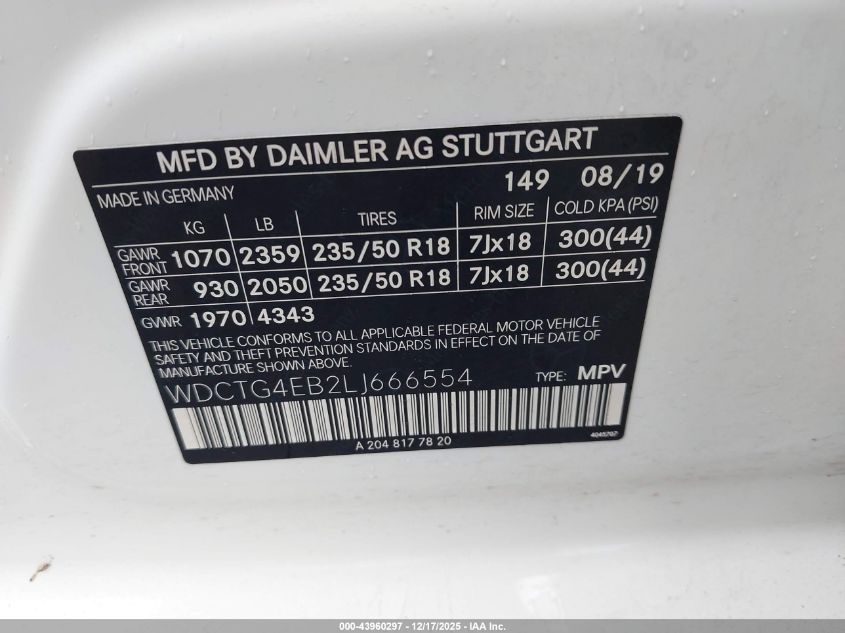 MFD BY DAIMLER AG STUTTGART
MADE IN GERMANY 149 08/19
KG LB TIRES RIM SIZE COLD KPA (PSI)
GAWR FRONT 1070 2359 235/50 R18 7Jx18 300(44)
GAWR REAR 930 2050 235/50 R18 7Jx18 300(44)
GVWR 1970 4343
THIS VEHICLE CONFORMS TO ALL APPLICABLE FEDERAL MOTOR VEHICLE
SAFETY AND THEFT PREVENTION STANDARDS IN EFFECT ON THE DATE OF
MANUFACTURE SHOWN ABOVE.
WDCTG4EB2LJ666554 TYPE: MPV
A 204 817 78 20 4045707
000-43960297 - 12/17/2025 - IAA Inc.